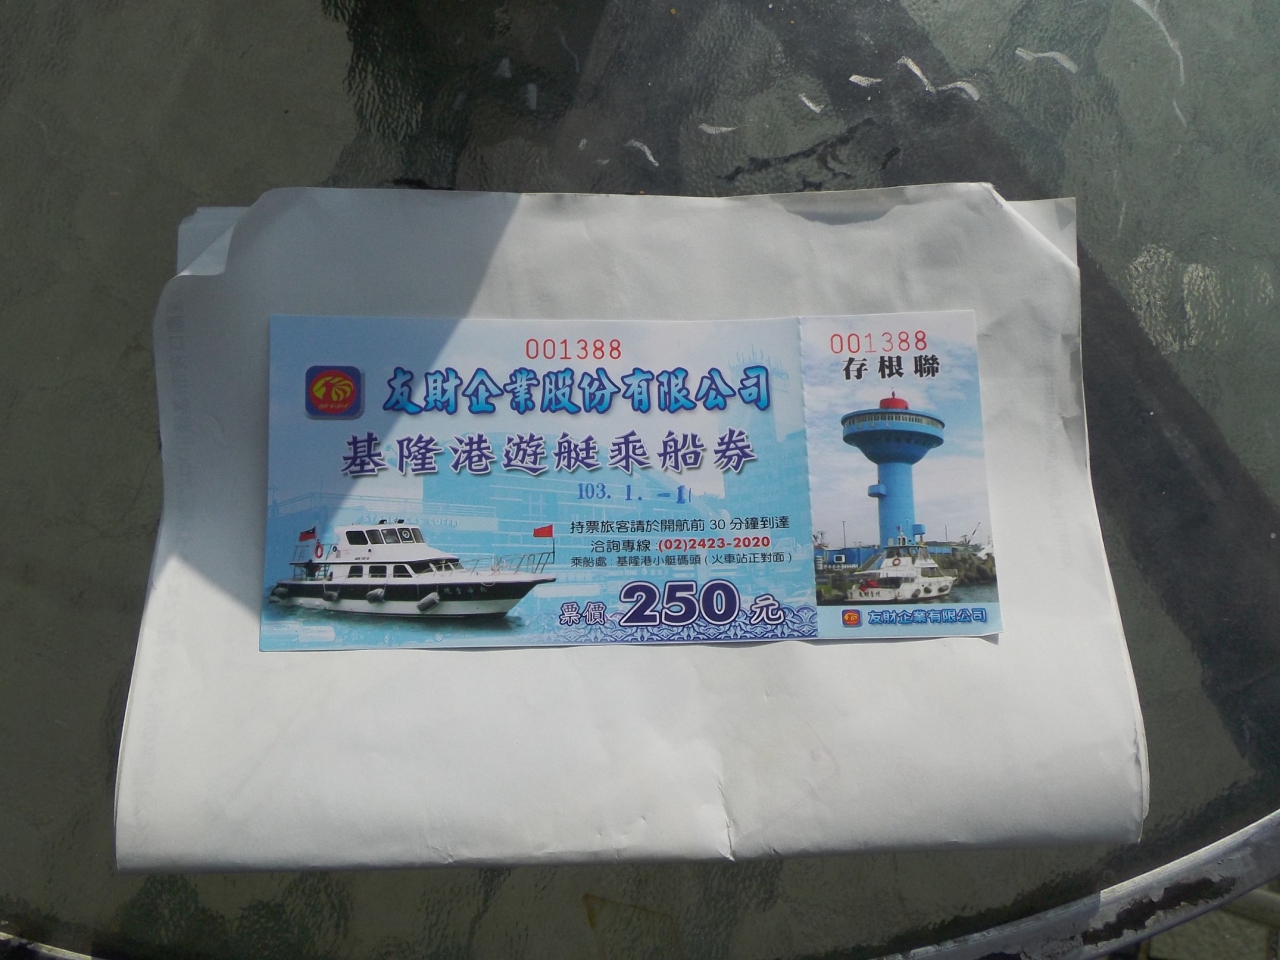 001388
友財企業股份有限公司
基隆港遊艇乘船券
103. 1. -1
持票旅客請於開航前 30 分鐘到達
洽詢專線:(02)2423-2020
乘船處:基隆港小艇碼頭(火車站正對面)
票價 250 元
001388
存根聯
友財企業有限公司